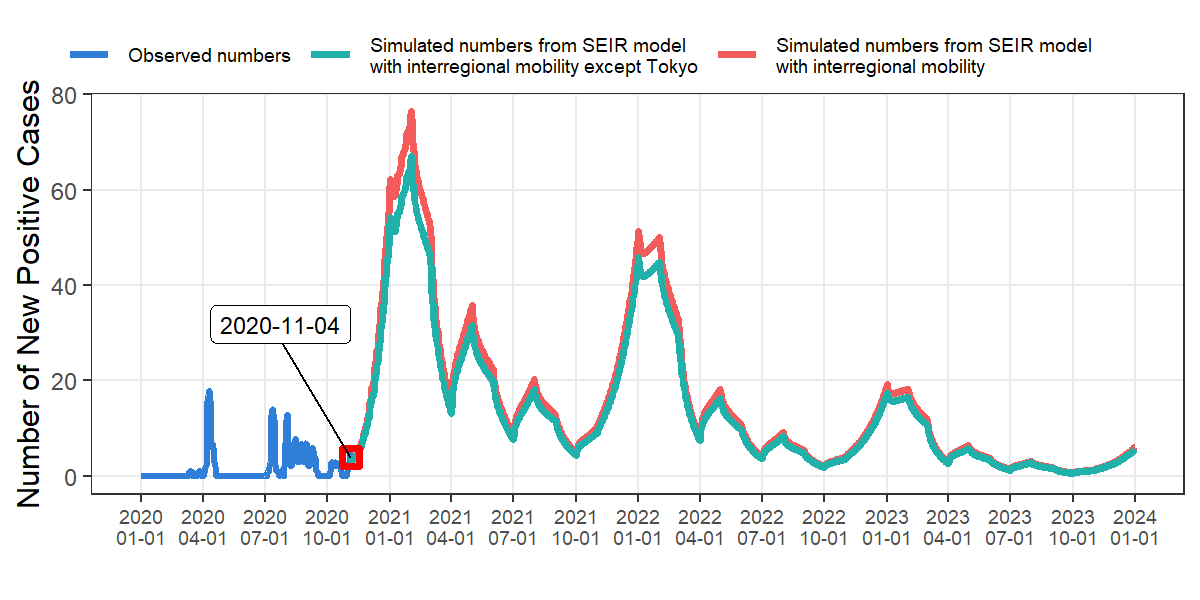 Observed numbers
Simulated numbers from SEIR model
with interregional mobility except Tokyo
Simulated numbers from SEIR model
with interregional mobility
Number of New Positive Cases
80
60
40
20
0
2020-11-04
2020 2020 2020 2020 2021 2021 2021 2021 2022 2022 2022 2022 2023 2023 2023 2023 2024
01-01 04-01 07-01 10-01 01-01 04-01 07-01 10-01 01-01 04-01 07-01 10-01 01-01 04-01 07-01 10-01 01-01